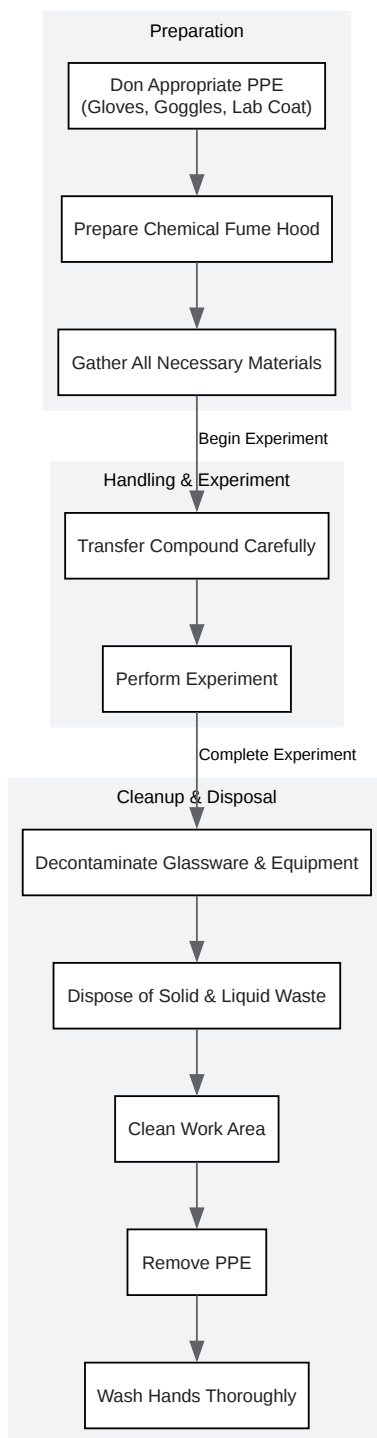 Preparation
Don Appropriate PPE
(Gloves, Goggles, Lab Coat)
Prepare Chemical Fume Hood
Gather All Necessary Materials
Begin Experiment
Handling & Experiment
Transfer Compound Carefully
Perform Experiment
Complete Experiment
Cleanup & Disposal
Decontaminate Glassware & Equipment
Dispose of Solid & Liquid Waste
Clean Work Area
Remove PPE
Wash Hands Thoroughly